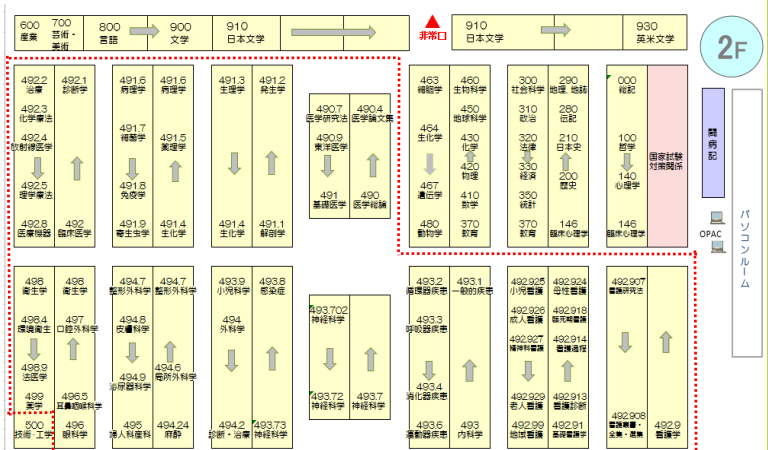 600
産業
700
芸術・
美術
800
言語
900
文学
910
日本文学
非常口
910
日本文学
930
英米文学
2F
492.2
治療
492.3
化学療法
492.4
放射線医学
492.5
理学療法
492.8
医療機器
492.1
診断学
492
臨床医学
491.6
病理学
491.7
細菌学
491.8
免疫学
491.9
寄生虫学
491.6
病理学
491.5
薬理学
491.4
生化学
491.3
生理学
491.4
生化学
491.2
発生学
491.1
解剖学
490.7
医学研究法
490.9
東洋医学
491
基礎医学
490.4
医学論文集
490
医学総論
463
細胞学
464
生化学
467
遺伝学
480
動物学
460
生物科学
450
地球科学
430
化学
420
物理
410
数学
370
教育
300
社会科学
310
政治
320
法律
330
経済
350
統計
370
教育
290
地理、地誌
280
伝記
210
日本史
200
歴史
146
臨床心理学
000
総記
100
哲学
140
心理学
146
臨床心理学
国家試験
対策関係
闘病記
OPAC
パソコンルーム
498
衛生学
498.4
環境衛生
498.9
法医学
499
薬学
500
技術・工学
498
衛生学
497
口腔外科学
496.5
耳鼻咽喉科学
496
眼科学
494.7
整形外科学
494.8
皮膚科学
494.9
泌尿器科学
495
婦人科産科
494.7
整形外科学
494.6
局所外科学
494.24
麻酔
493.9
小児科学
494
外科学
494.2
診断・治療
493.8
感染症
493.73
神経科学
493.702
神経科学
493.72
神経科学
493.7
神経科学
493.2
循環器疾患
493.3
呼吸器疾患
493.4
消化器疾患
493.6
運動器疾患
493.1
一般的疾患
493
内科学
492.925
小児看護
492.926
成人看護
492.927
精神科看護
492.929
老人看護
492.99
地域看護
492.924
母性看護
492.918
臨死期看護
492.914
看護過程
492.913
看護診断
492.91
基礎看護学
492.907
看護研究法
492.908
看護叢書・
全集・選集
492.9
看護学